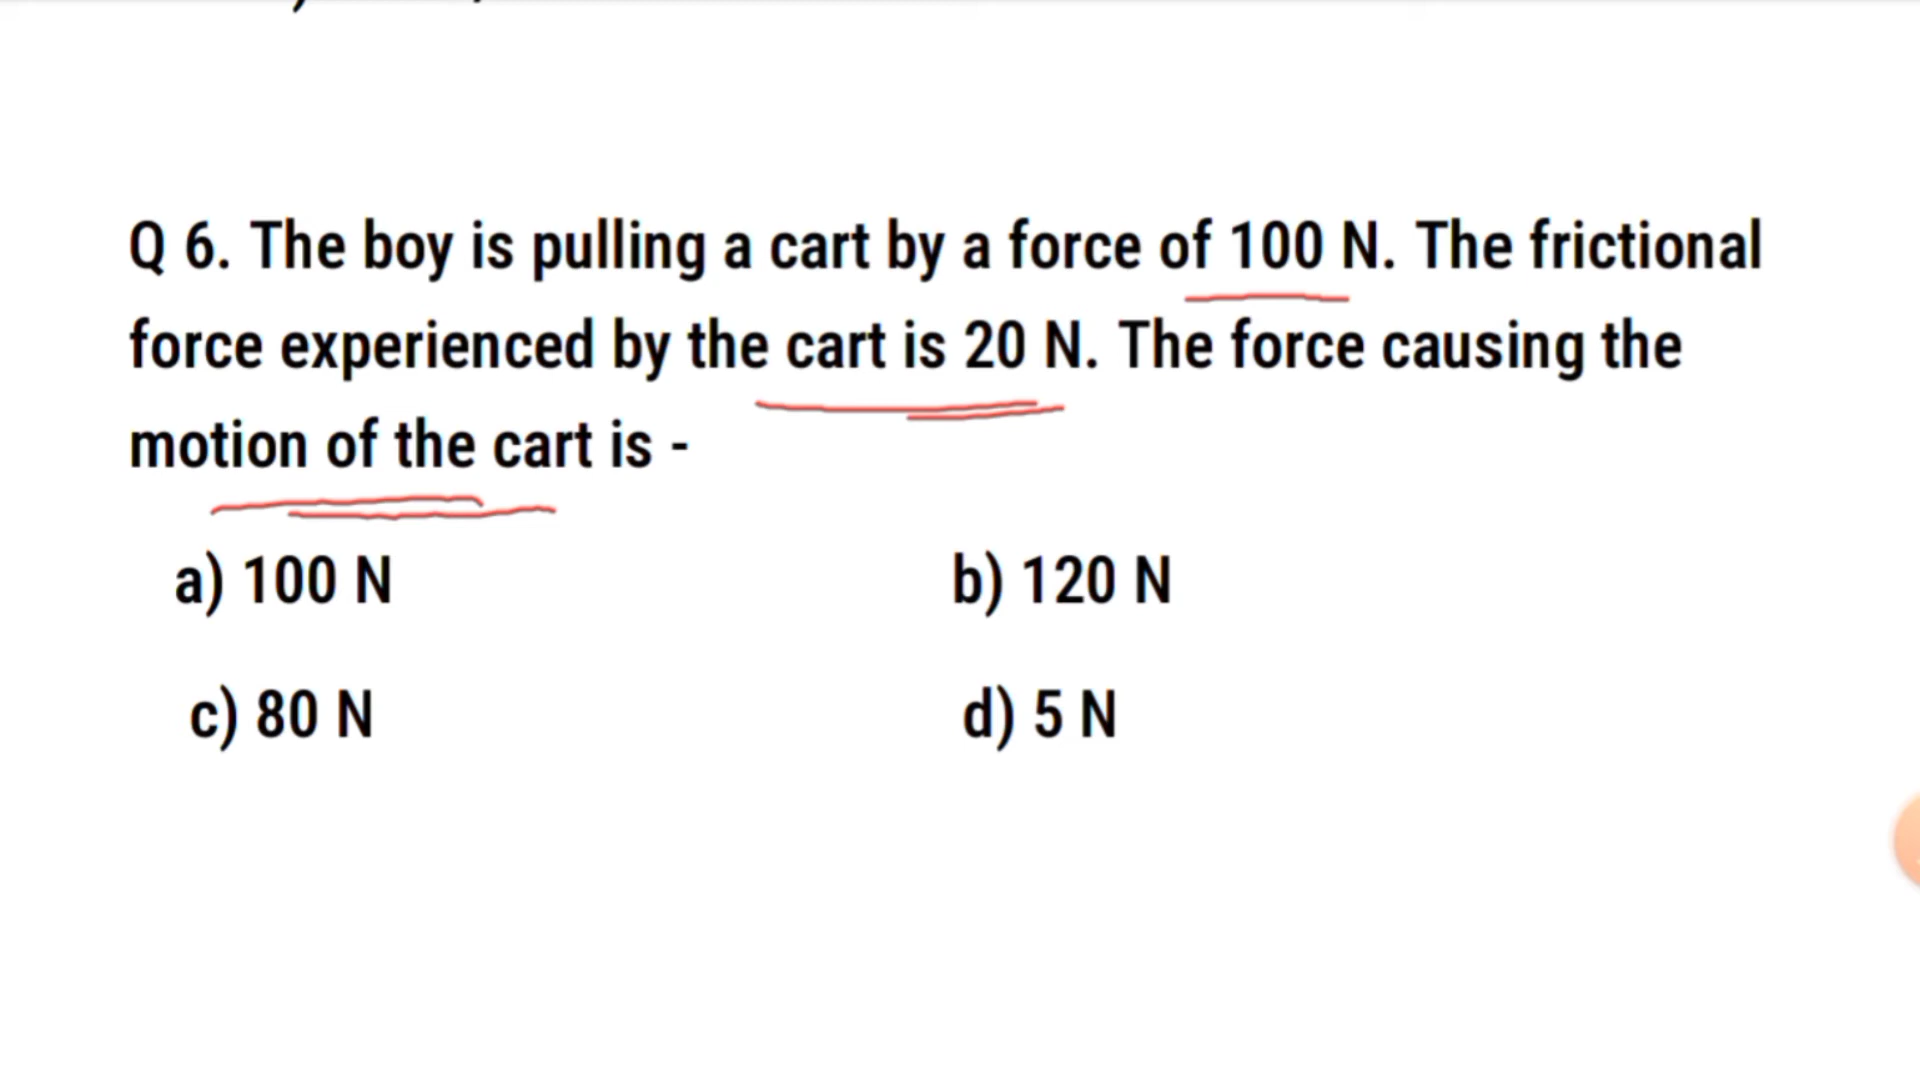 Q 6. The boy is pulling a cart by a force of 100 N. The frictional
force experienced by the cart is 20 N. The force causing the
motion of the cart is -
a) 100 N b) 120 N
c) 80 N d) 5 N